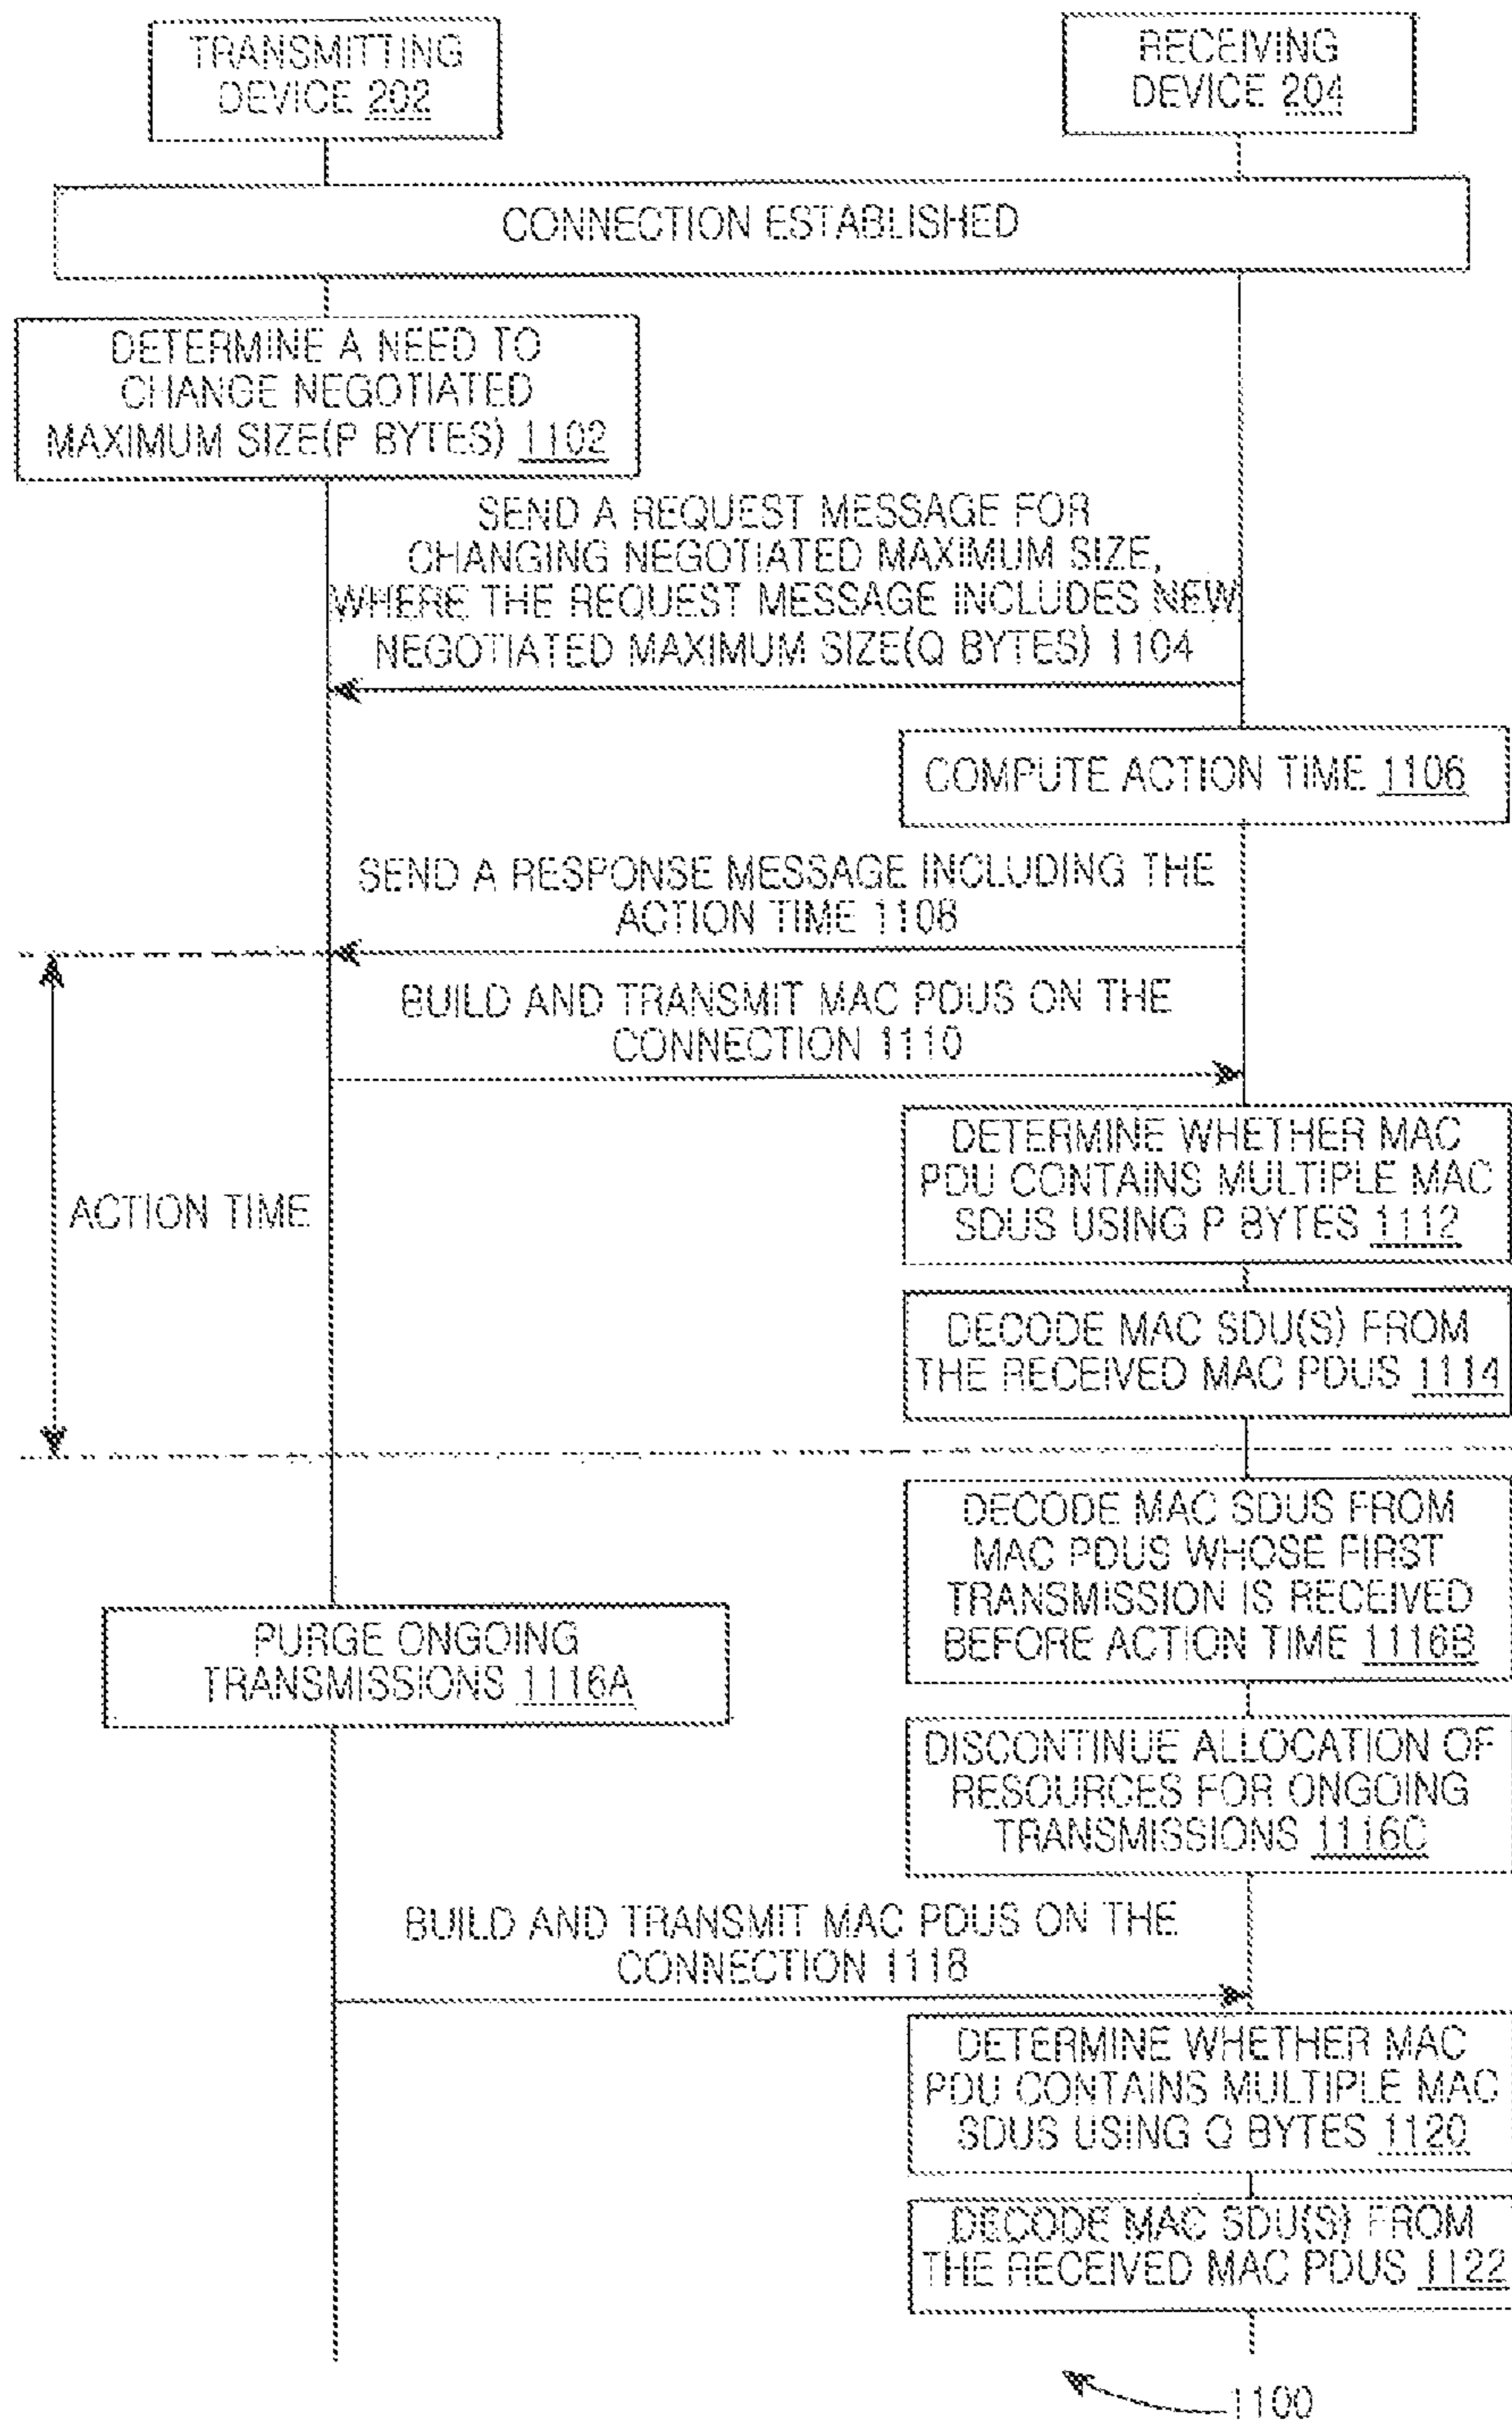 TRANSMITTING
DEVICE 202
RECEIVING
DEVICE 204
CONNECTION ESTABLISHED
DETERMINE A NEED TO
CHANGE NEGOTIATED
MAXIMUM SIZE(P BYTES) 1102
SEND A REQUEST MESSAGE FOR
CHANGING NEGOTIATED MAXIMUM SIZE,
WHERE THE REQUEST MESSAGE INCLUDES NEW
NEGOTIATED MAXIMUM SIZE(Q BYTES) 1104
COMPUTE ACTION TIME 1106
SEND A RESPONSE MESSAGE INCLUDING THE
ACTION TIME 1108
BUILD AND TRANSMIT MAC PDUS ON THE
CONNECTION 1110
DETERMINE WHETHER MAC
PDU CONTAINS MULTIPLE MAC
SDUS USING P BYTES 1112
ACTION TIME
DECODE MAC SDU(S) FROM
THE RECEIVED MAC PDUS 1114
DECODE MAC SDUS FROM
MAC PDUS WHOSE FIRST
TRANSMISSION IS RECEIVED
BEFORE ACTION TIME 1116B
PURGE ONGOING
TRANSMISSIONS 1116A
DISCONTINUE ALLOCATION OF
RESOURCES FOR ONGOING
TRANSMISSIONS 1116C
BUILD AND TRANSMIT MAC PDUS ON THE
CONNECTION 1118
DETERMINE WHETHER MAC
PDU CONTAINS MULTIPLE MAC
SDUS USING Q BYTES 1120
DECODE MAC SDU(S) FROM
THE RECEIVED MAC PDUS 1122
1100